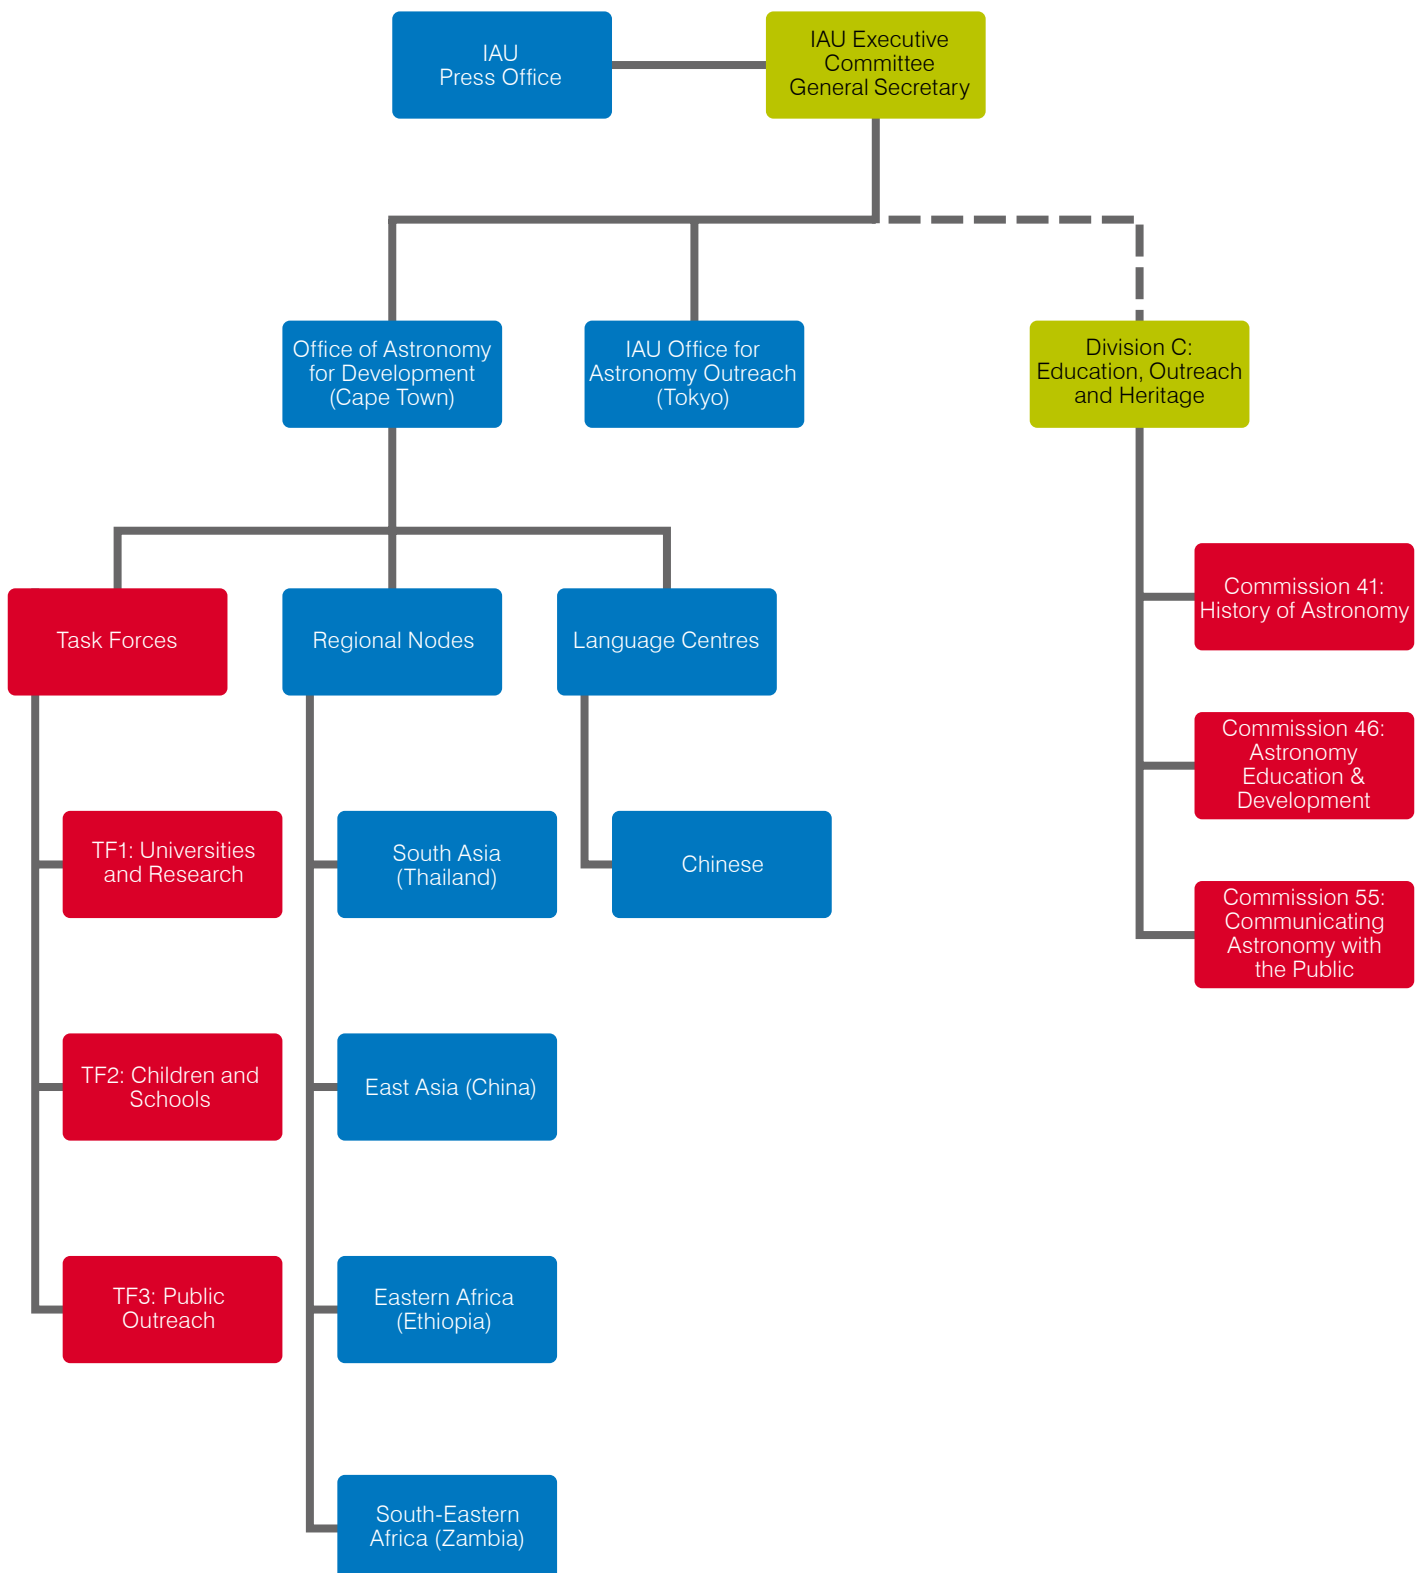 IAU
Press Office
IAU Executive
Committee
General Secretary
Office of Astronomy
for Development
(Cape Town)
IAU Office for
Astronomy Outreach
(Tokyo)
Division C:
Education, Outreach
and Heritage
Task Forces
Regional Nodes
Language Centres
Commission 41:
History of Astronomy
Commission 46:
Astronomy
Education &
Development
Commission 55:
Communicating
Astronomy with
the Public
TF1: Universities
and Research
South Asia
(Thailand)
Chinese
TF2: Children and
Schools
East Asia (China)
TF3: Public
Outreach
Eastern Africa
(Ethiopia)
South-Eastern
Africa (Zambia)